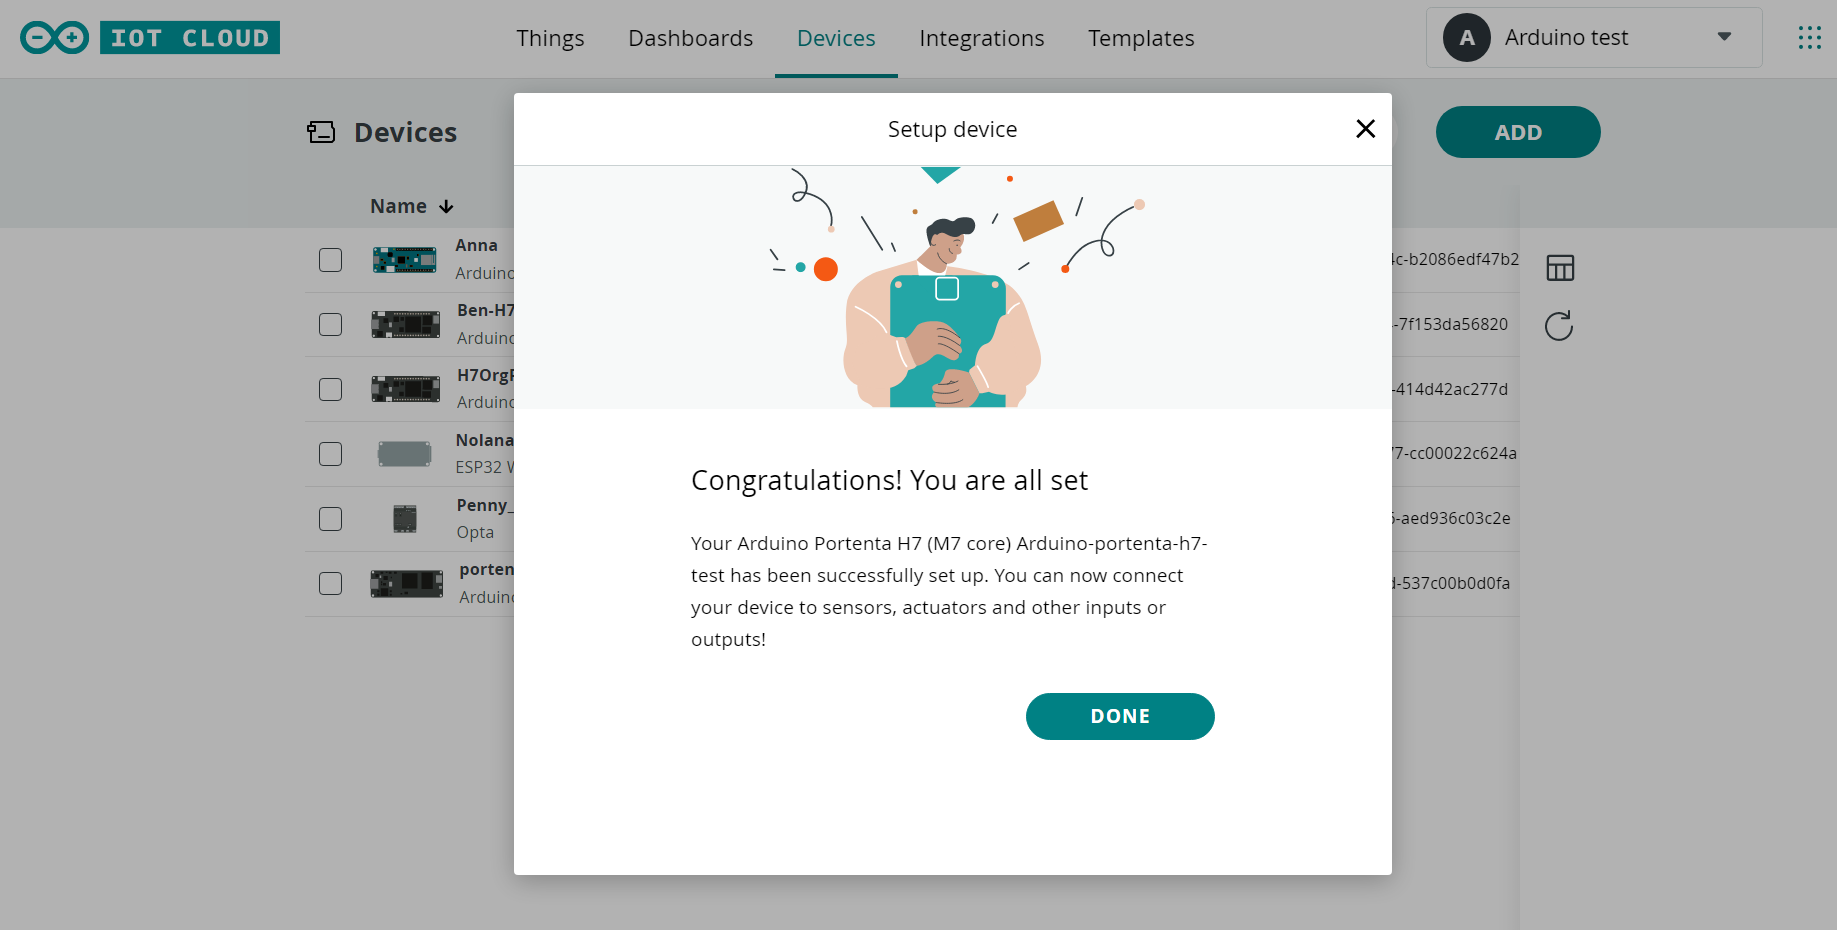 IOT CLOUD
Things Dashboards Devices Integrations Templates
A Arduino test
Devices
Setup device
ADD
Name
Anna
Arduino
4c-b2086edf47b2
Ben-H7
Arduino
-7f153da56820
H7Org
Arduino
-414d42ac277d
Nolana
ESP32
7-cc00022c624a
Penny_
Opta
-aed936c03c2e
porten
Arduino
-537c00b0d0fa
Congratulations! You are all set
Your Arduino Portenta H7 (M7 core) Arduino-portenta-h7-
test has been successfully set up. You can now connect
your device to sensors, actuators and other inputs or
outputs!
DONE